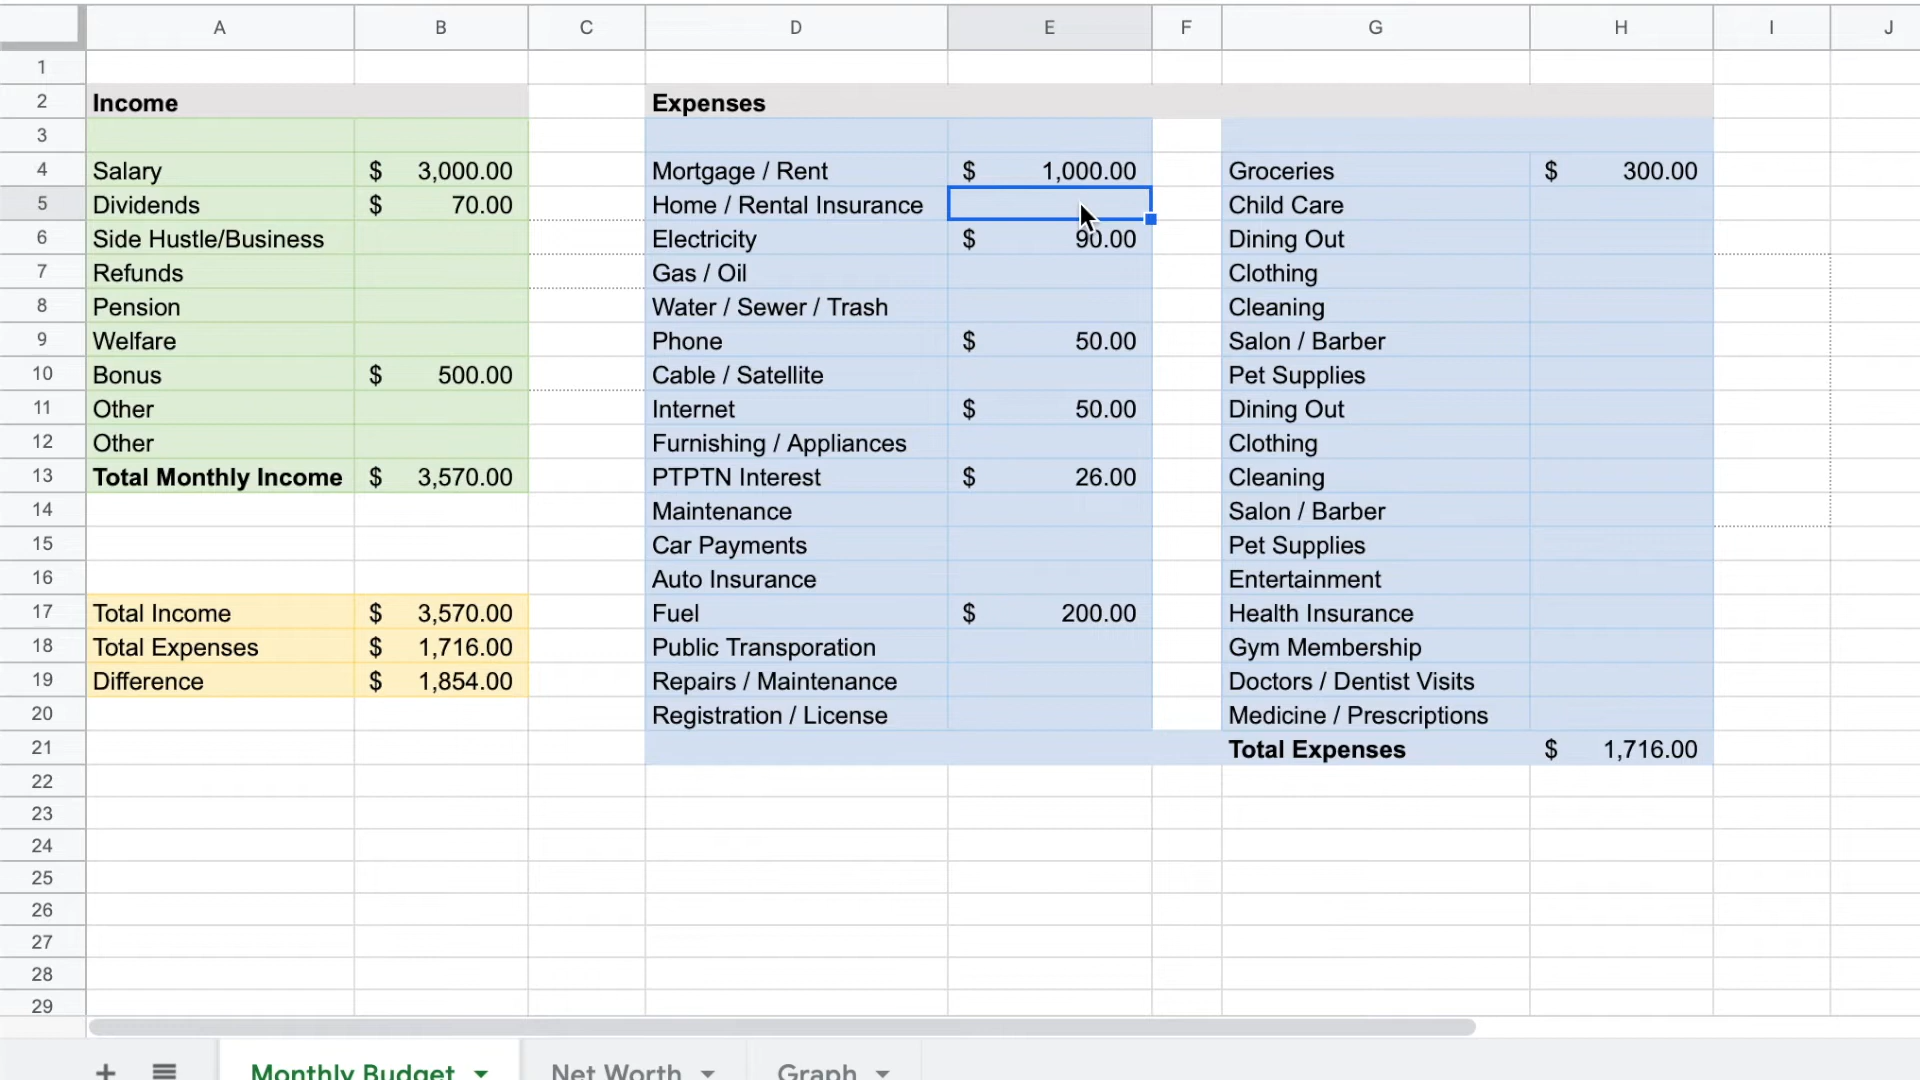 A B C D E F G H I J
1
2 Income Expenses
3
4 Salary $ 3,000.00 Mortgage / Rent $ 1,000.00 Groceries $ 300.00
5 Dividends $ 70.00 Home / Rental Insurance Child Care
6 Side Hustle/Business Electricity $ 90.00 Dining Out
7 Refunds Gas / Oil Clothing
8 Pension Water / Sewer / Trash Cleaning
9 Welfare Phone $ 50.00 Salon / Barber
10 Bonus $ 500.00 Cable / Satellite Pet Supplies
11 Other Internet $ 50.00 Dining Out
12 Other Furnishing / Appliances Clothing
13 Total Monthly Income $ 3,570.00 PTPTN Interest $ 26.00 Cleaning
14 Maintenance Salon / Barber
15 Car Payments Pet Supplies
16 Auto Insurance Entertainment
17 Total Income $ 3,570.00 Fuel $ 200.00 Health Insurance
18 Total Expenses $ 1,716.00 Public Transporation Gym Membership
19 Difference $ 1,854.00 Repairs / Maintenance Doctors / Dentist Visits
20 Registration / License Medicine / Prescriptions
21 Total Expenses $ 1,716.00
22
23
24
25
26
27
28
29
+ Monthly Budget Net Worth Graph